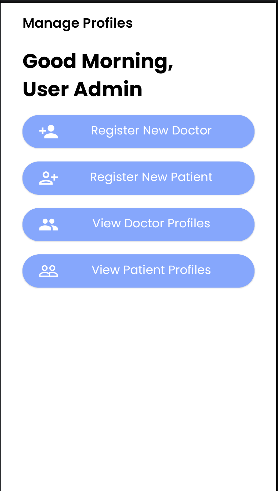 Manage Profiles
Good Morning,
User Admin
Register New Doctor
Register New Patient
View Doctor Profiles
View Patient Profiles